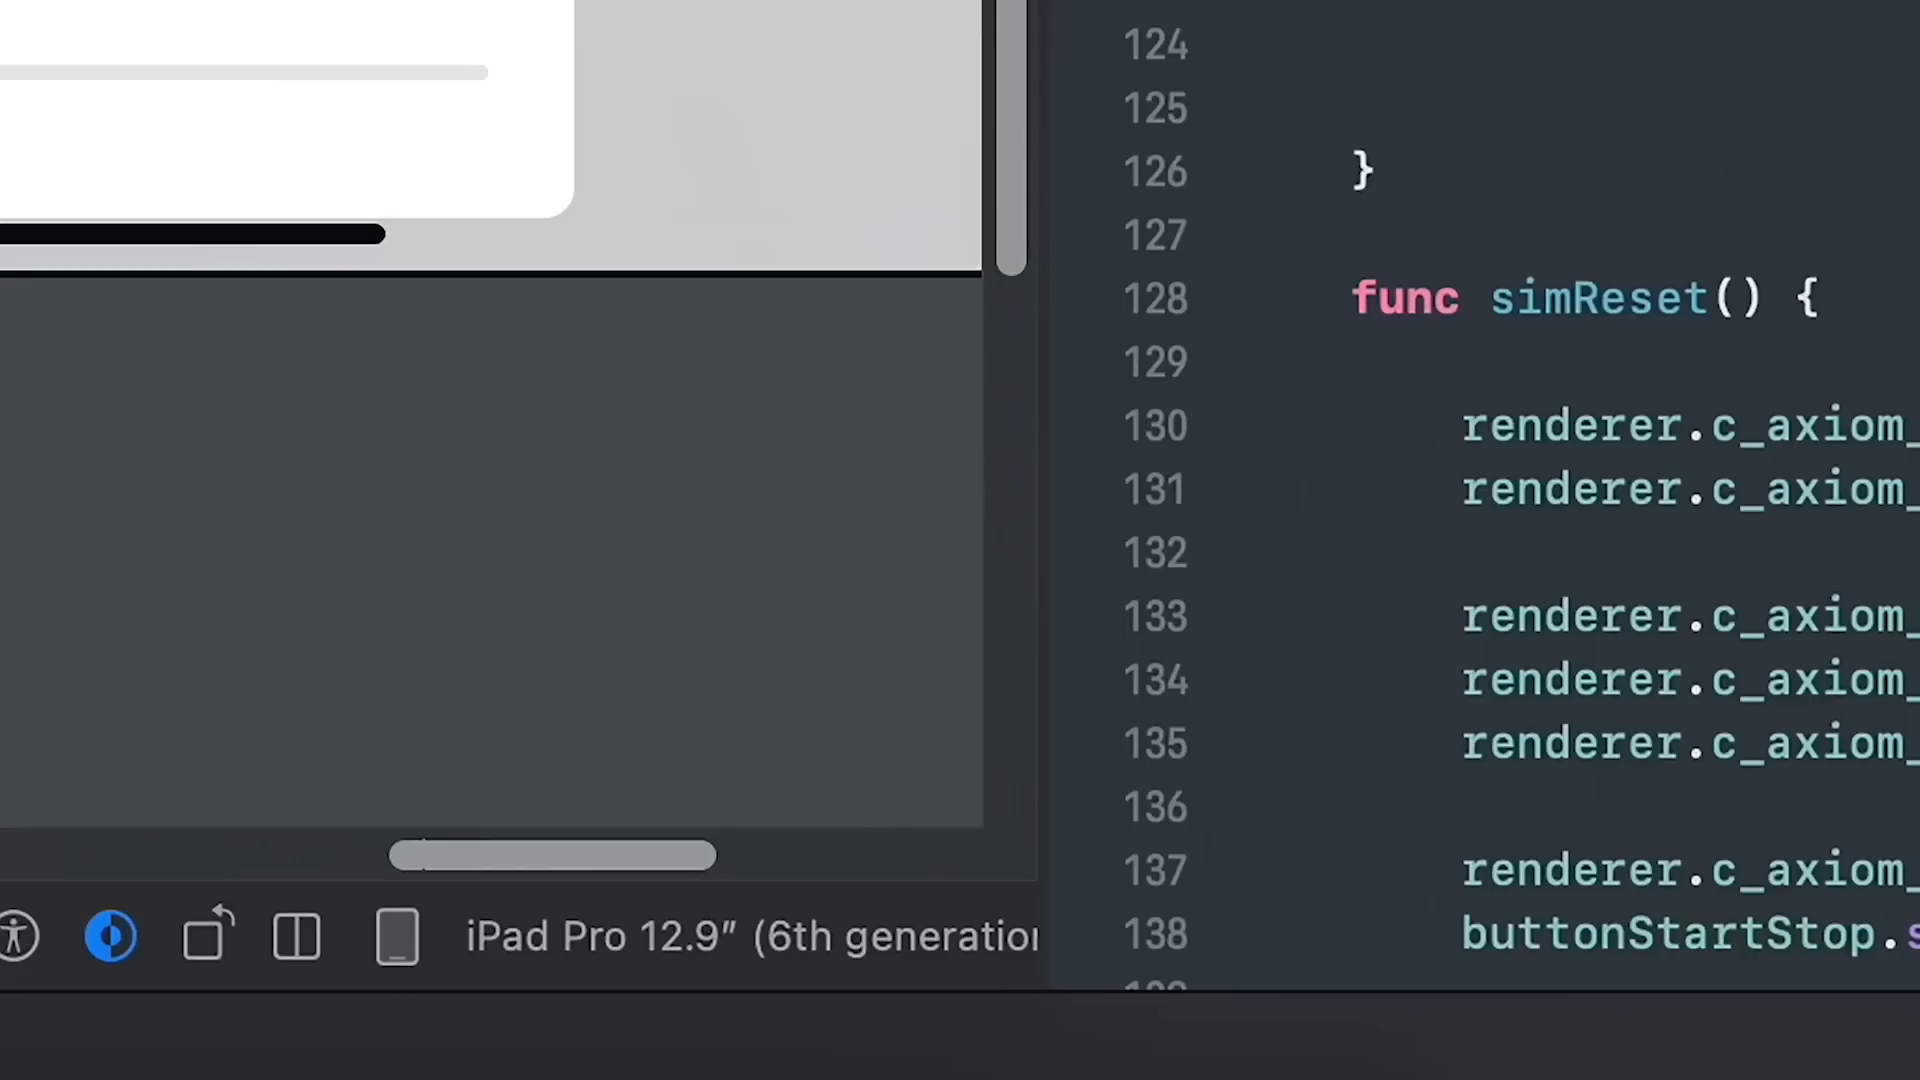 124
125
126 }
127
128 func simReset() {
129
130 renderer.c_axiom_
131 renderer.c_axiom_
132
133 renderer.c_axiom_
134 renderer.c_axiom_
135 renderer.c_axiom_
136
137 renderer.c_axiom_
138 buttonStartStop.s
iPad Pro 12.9″ (6th generation